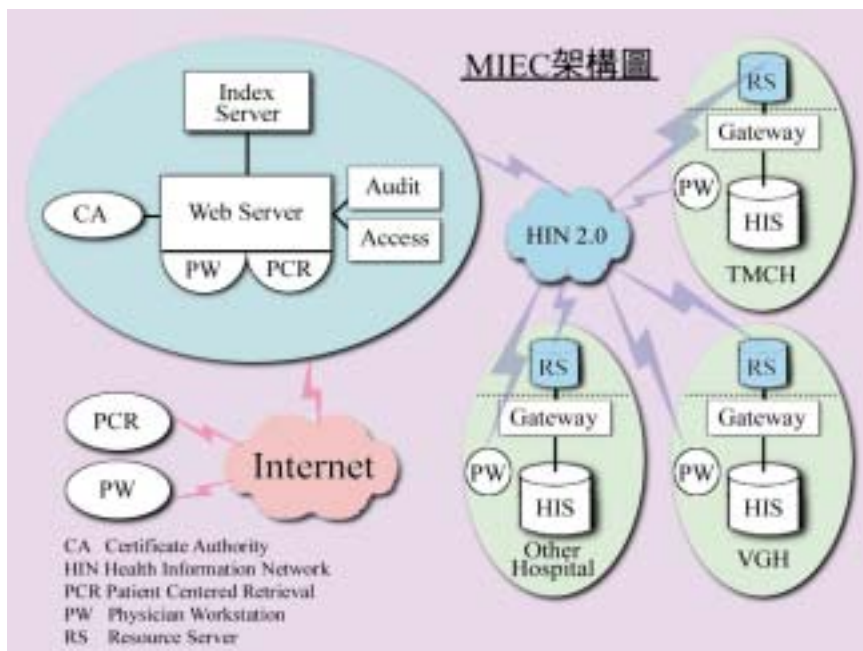 MIEC架構圖
Index
Server
CA
Web Server
Audit
Access
PW
PCR
HIN 2.0
RS
Gateway
PW
HIS
TMCH
RS
Gateway
PW
HIS
Other
Hospital
RS
Gateway
PW
HIS
VGH
PCR
PW
Internet
CA Certificate Authority
HIN Health Information Network
PCR Patient Centered Retrieval
PW Physician Workstation
RS Resource Server